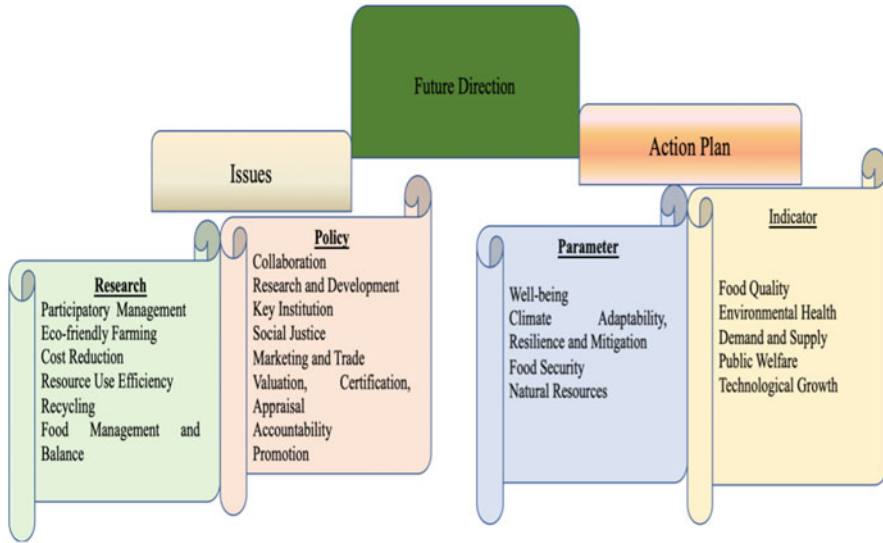 Future Direction
Issues
Action Plan
Research
Participatory Management
Eco-friendly Farming
Cost Reduction
Resource Use Efficiency
Recycling
Food Management and
Balance
Policy
Collaboration
Research and Development
Key Institution
Social Justice
Marketing and Trade
Valuation, Certification,
Appraisal
Accountability
Promotion
Parameter
Well-being
Climate Adaptability,
Resilience and Mitigation
Food Security
Natural Resources
Indicator
Food Quality
Environmental Health
Demand and Supply
Public Welfare
Technological Growth